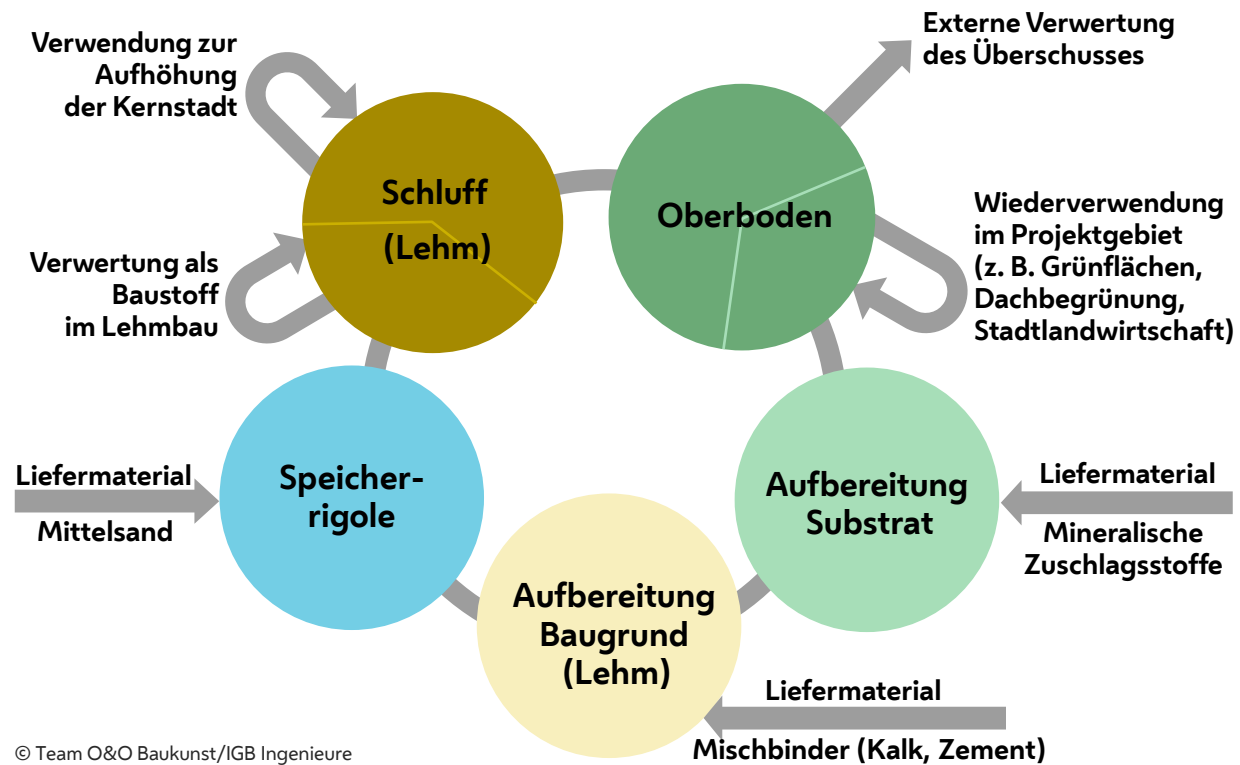 Verwendung zur
Aufhöhung
der Kernstadt
Externe Verwertung
des Überschusses
Schluff
(Lehm)
Oberboden
Wiederverwendung
im Projektgebiet
(z. B. Grünflächen,
Dachbegrünung,
Stadtlandwirtschaft)
Verwertung als
Baustoff
im Lehmbau
Liefermaterial
Mittelsand
Speicher-
rigole
Aufbereitung
Substrat
Liefermaterial
Mineralische
Zuschlagsstoffe
Aufbereitung
Baugrund
(Lehm)
Liefermaterial
Mischbinder (Kalk, Zement)
© Team O&O Baukunst/IGB Ingenieure